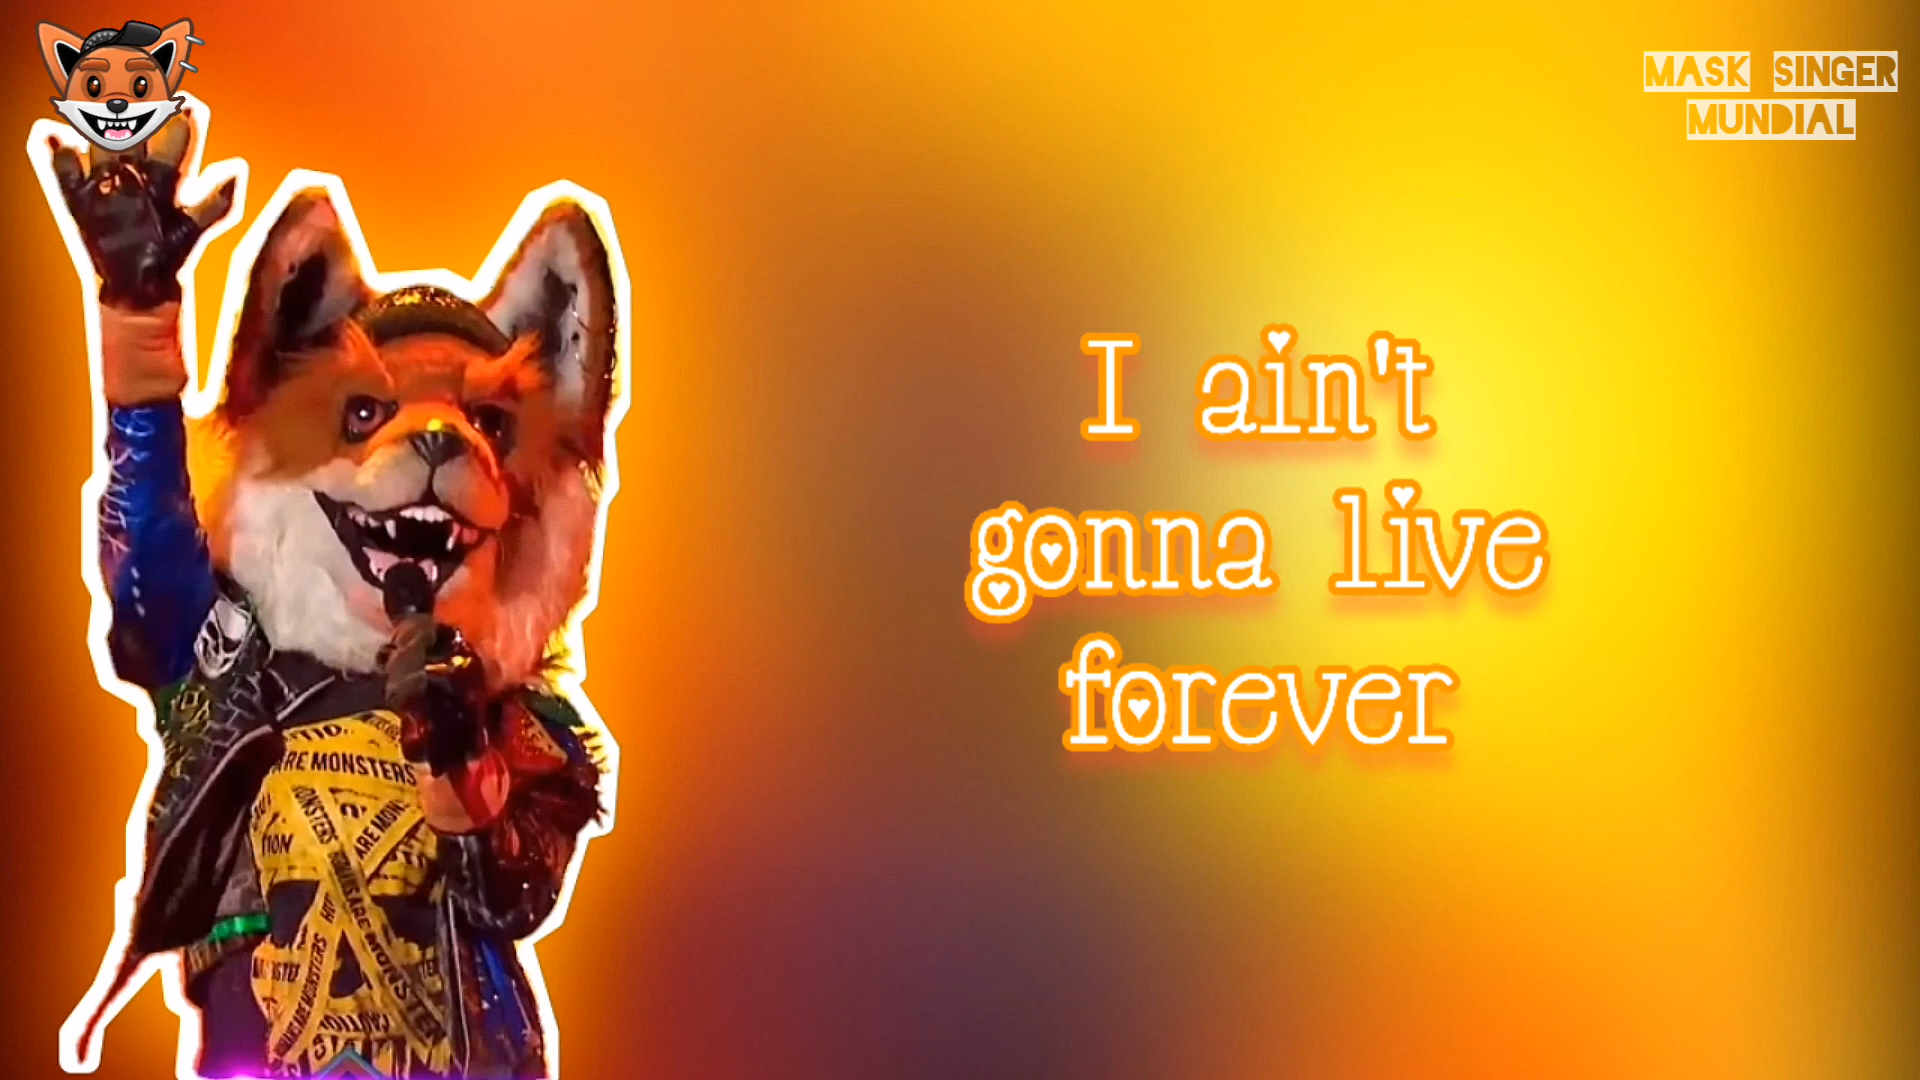 MASK SINGER
MUNDIAL
I ain't
gonna live
forever
ARE MONSTERS